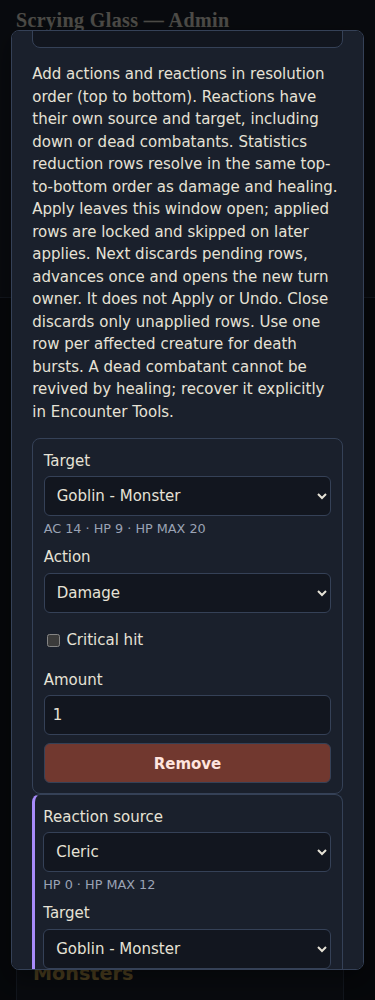 Scrying Glass — Admin
Add actions and reactions in resolution
order (top to bottom). Reactions have
their own source and target, including
down or dead combatants. Statistics
reduction rows resolve in the same top-
to-bottom order as damage and healing.
Apply leaves this window open; applied
rows are locked and skipped on later
applies. Next discards pending rows,
advances once and opens the new turn
owner. It does not Apply or Undo. Close
discards only unapplied rows. Use one
row per affected creature for death
bursts. A dead combatant cannot be
revived by healing; recover it explicitly
in Encounter Tools.
Target
Goblin - Monster
AC 14 · HP 9 · HP MAX 20
Action
Damage
Critical hit
Amount
1
Remove
Reaction source
Cleric
HP 0 · HP MAX 12
Target
Goblin - Monster
Monsters